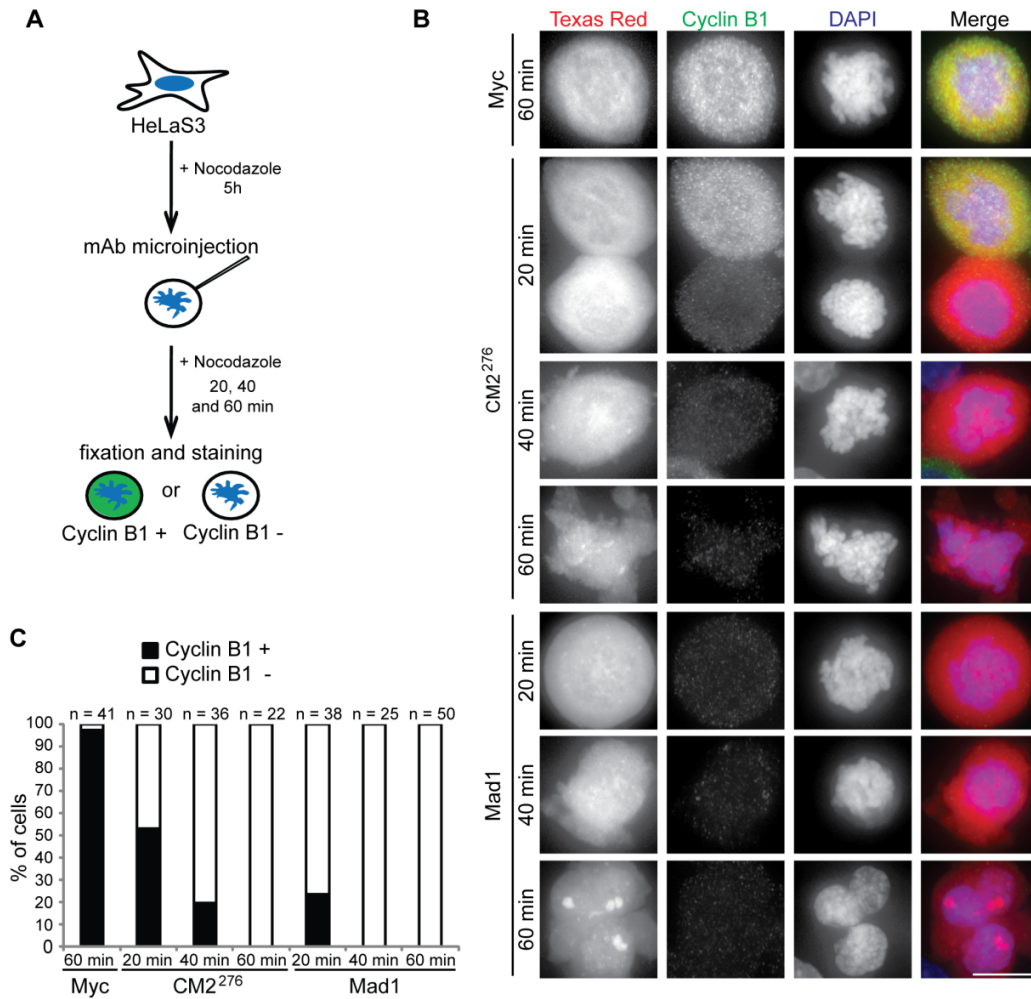 A
HeLaS3
+ Nocodazole
5h
mAb microinjection
+ Nocodazole
20, 40
and 60 min
fixation and staining
or
Cyclin B1 + Cyclin B1 -
B
Texas Red Cyclin B1 DAPI Merge
Myc
60 min
CM2²⁷⁶
20 min
40 min
60 min
Mad1
20 min
40 min
60 min
C
Cyclin B1 +
Cyclin B1 -
n = 41 n = 30 n = 36 n = 22 n = 38 n = 25 n = 50
% of cells
100
90
80
70
60
50
40
30
20
10
0
60 min 20 min 40 min 60 min 20 min 40 min 60 min
Myc CM2²⁷⁶ Mad1